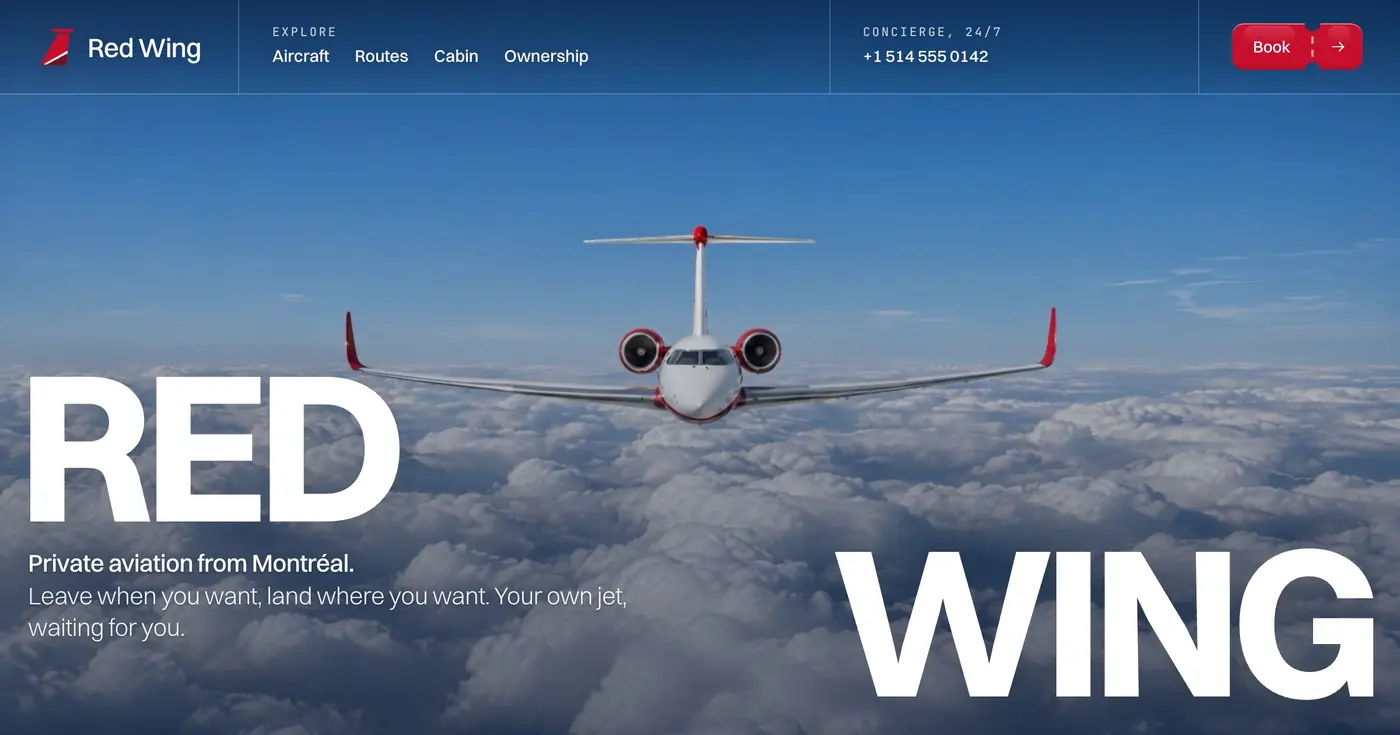 Red Wing
EXPLORE
Aircraft Routes Cabin Ownership
CONCIERGE, 24/7
+1 514 555 0142
Book →
RED
Private aviation from Montréal.
Leave when you want, land where you want. Your own jet,
waiting for you.
WING